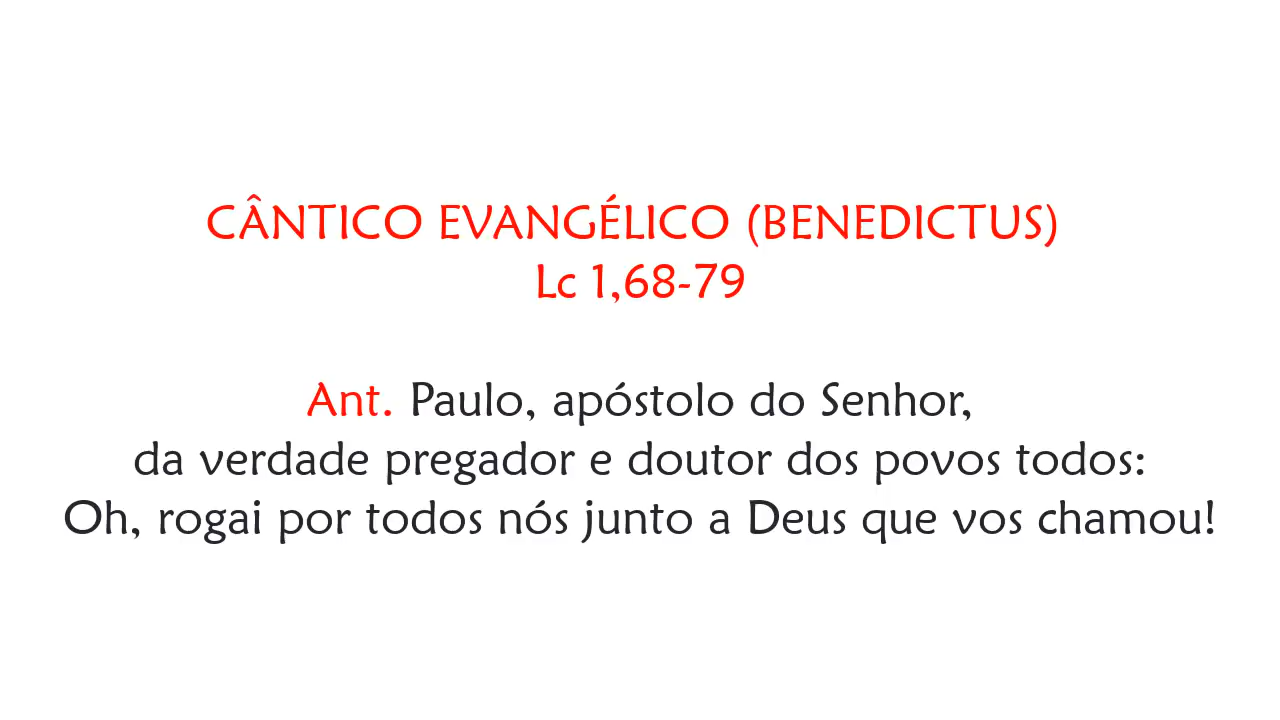 CÂNTICO EVANGÉLICO (BENEDICTUS)
Lc 1,68-79
Ant. Paulo, apóstolo do Senhor,
da verdade pregador e doutor dos povos todos:
Oh, rogai por todos nós junto a Deus que vos chamou!